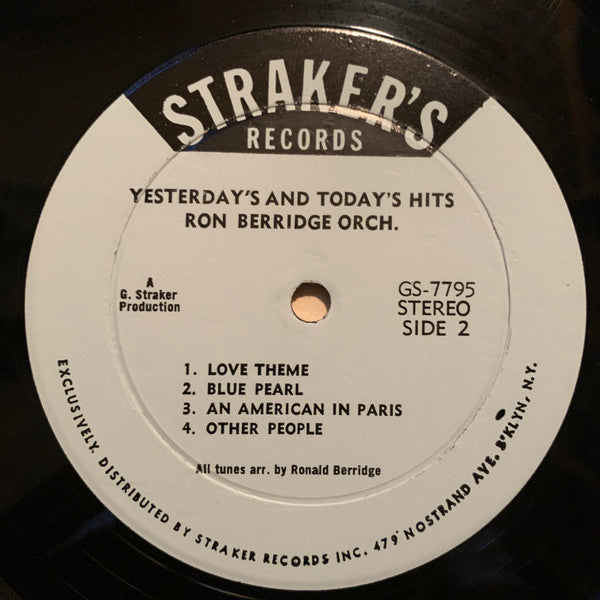 STRAKER'S
RECORDS
YESTERDAY'S AND TODAY'S HITS
RON BERRIDGE ORCH.
A
G. Straker
Production
GS-7795
STEREO
SIDE 2
1. LOVE THEME
2. BLUE PEARL
3. AN AMERICAN IN PARIS
4. OTHER PEOPLE
All tunes arr. by Ronald Berridge
EXCLUSIVELY. DISTRIBUTED BY STRAKER RECORDS INC. 479 NOSTRAND AVE. B'KLYN, N.Y.